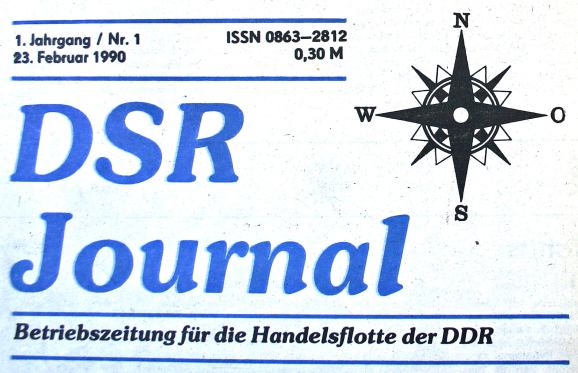 1. Jahrgang / Nr. 1
23. Februar 1990
ISSN 0863–2812
0,30 M
N
W
O
S
DSR
Journal
Betriebszeitung für die Handelsflotte der DDR